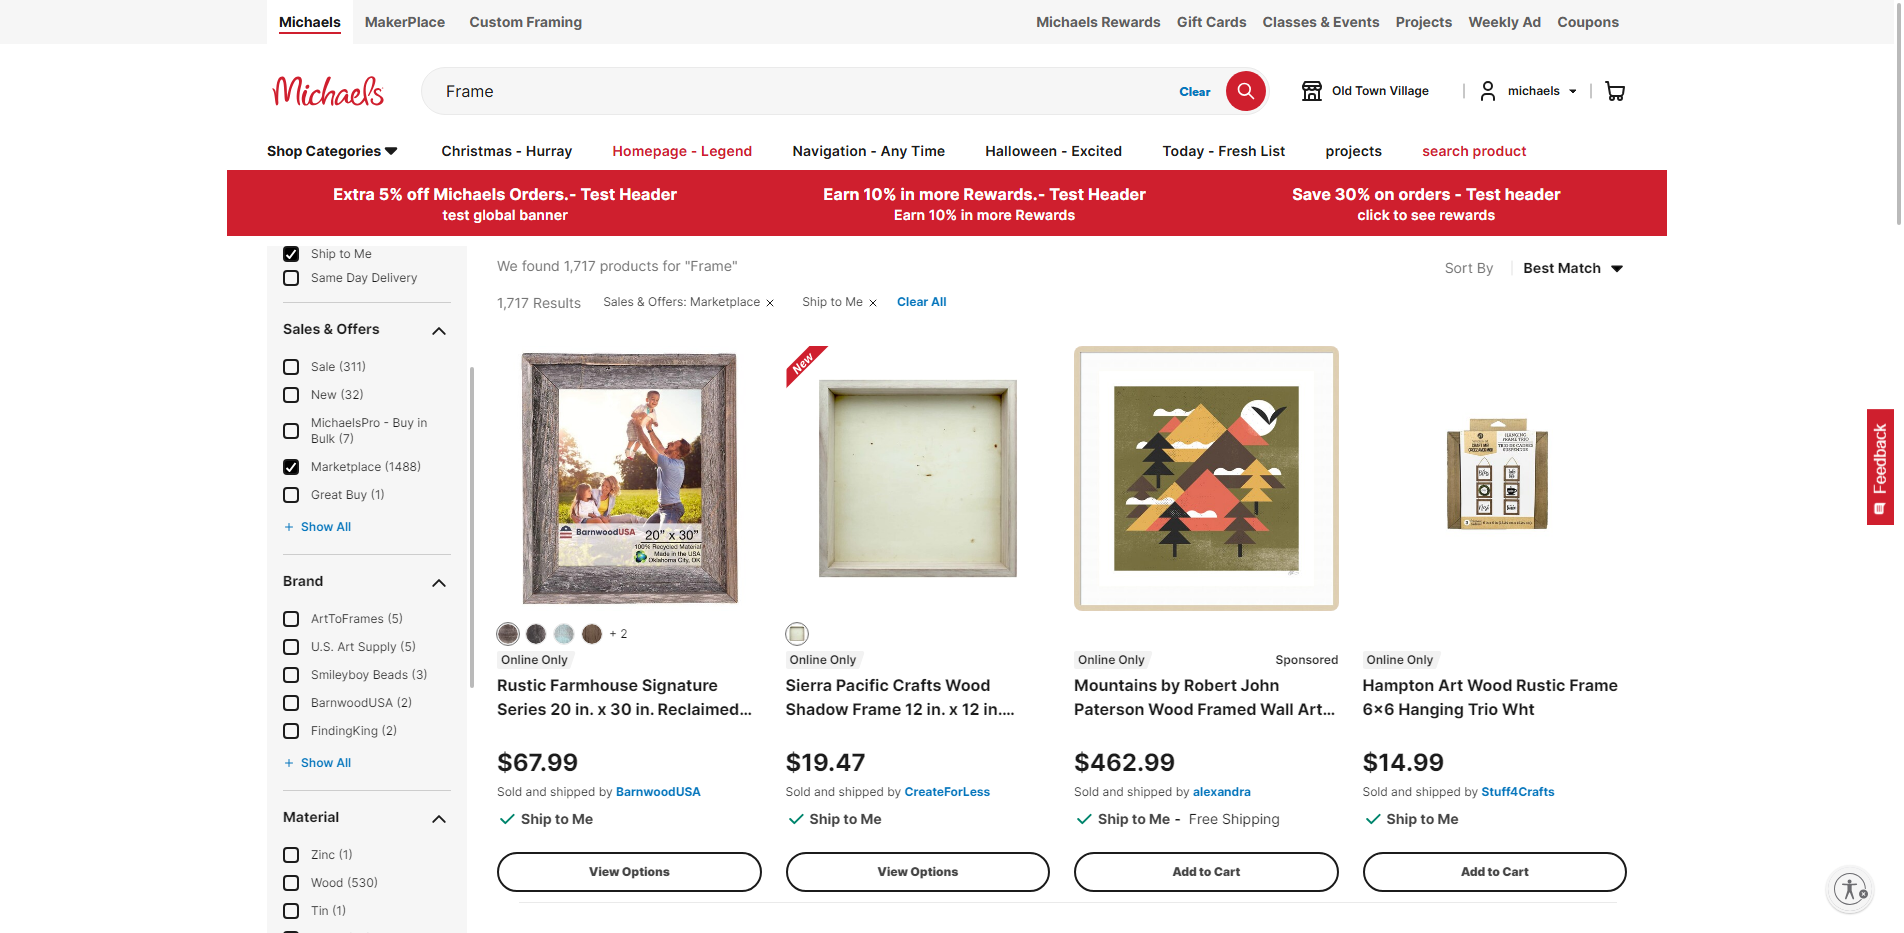 Michaels
MakerPlace
Custom Framing
Michaels Rewards
Gift Cards
Classes & Events
Projects
Weekly Ad
Coupons
Michaels
Frame
Clear
Old Town Village
michaels
Shop Categories
Christmas - Hurray
Homepage - Legend
Navigation - Any Time
Halloween - Excited
Today - Fresh List
projects
search product
Extra 5% off Michaels Orders.- Test Header
test global banner
Earn 10% in more Rewards.- Test Header
Earn 10% in more Rewards
Save 30% on orders - Test header
click to see rewards
Ship to Me
Same Day Delivery
Sales & Offers
Sale (311)
New (32)
MichaelsPro - Buy in
Bulk (7)
Marketplace (1488)
Great Buy (1)
+ Show All
Brand
ArtToFrames (5)
U.S. Art Supply (5)
Smileyboy Beads (3)
BarnwoodUSA (2)
FindingKing (2)
+ Show All
Material
Zinc (1)
Wood (530)
Tin (1)
We found 1,717 products for "Frame"
Sort By
Best Match
1,717 Results
Sales & Offers: Marketplace
Ship to Me
Clear All
BarnwoodUSA
20" x 30"
100% Recycled Material
Made in the USA
Oklahoma City, OK
+ 2
Online Only
Rustic Farmhouse Signature
Series 20 in. x 30 in. Reclaimed...
$67.99
Sold and shipped by BarnwoodUSA
Ship to Me
View Options
New
Online Only
Sierra Pacific Crafts Wood
Shadow Frame 12 in. x 12 in....
$19.47
Sold and shipped by CreateForLess
Ship to Me
View Options
Online Only
Sponsored
Mountains by Robert John
Paterson Wood Framed Wall Art...
$462.99
Sold and shipped by alexandra
Ship to Me - Free Shipping
Add to Cart
HANGING
FRAME TRIO
Online Only
Hampton Art Wood Rustic Frame
6x6 Hanging Trio Wht
$14.99
Sold and shipped by Stuff4Crafts
Ship to Me
Add to Cart
Feedback